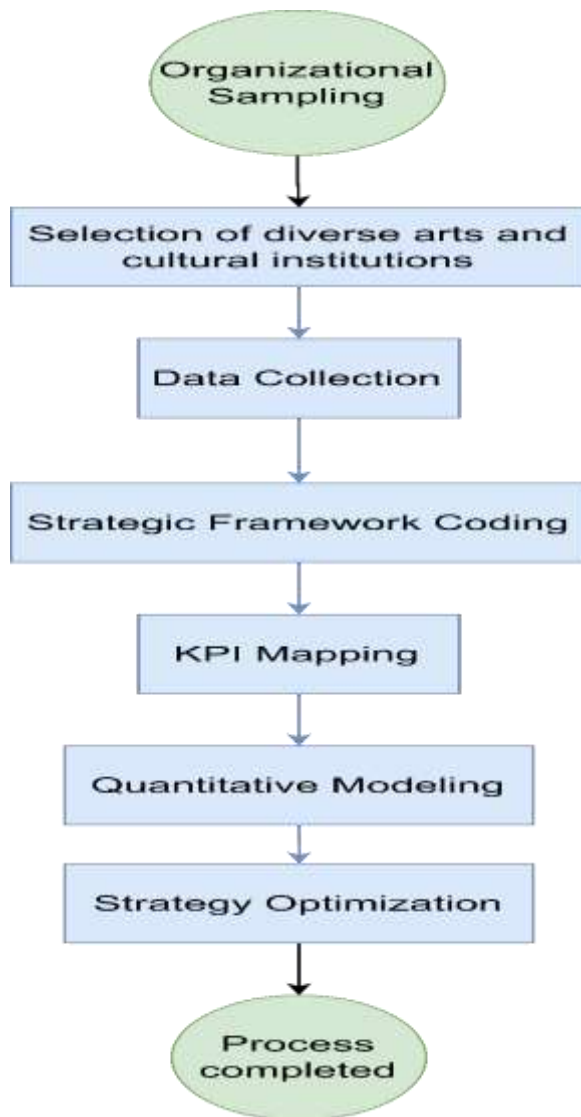 Organizational
Sampling
Selection of diverse arts and
cultural institutions
Data Collection
Strategic Framework Coding
KPI Mapping
Quantitative Modeling
Strategy Optimization
Process
completed